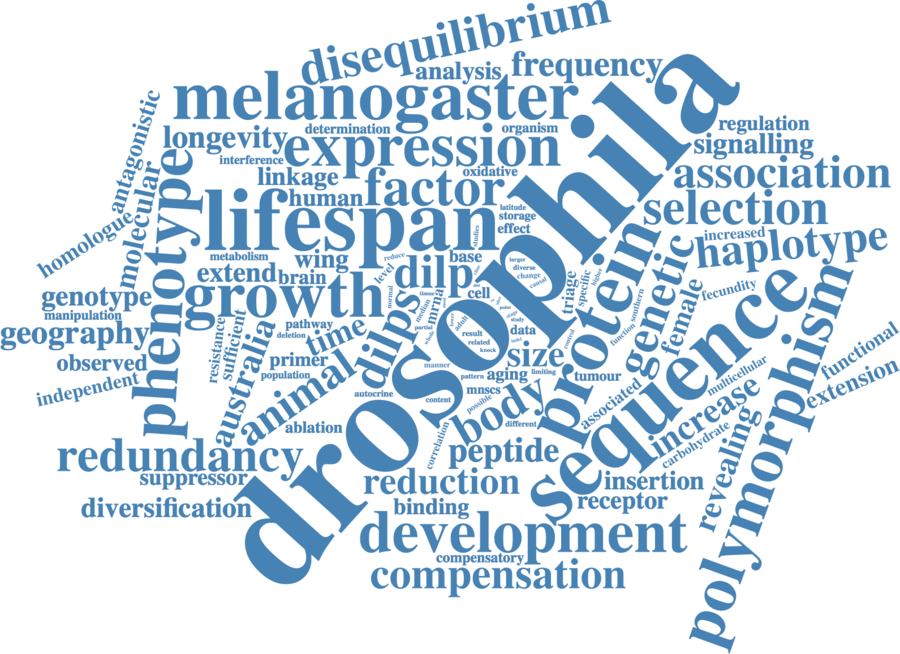 disequilibrium
analysis
frequency
melanogaster
drosophila
antagonistic
longevity
determination
organism
regulation
interference
expression
signalling
linkage
oxidative
association
molecular
phenotype
human
factor
homologue
lifespan
latitude
storage
effect
studies
selection
increased
haplotype
metabolism
wing
reduce
base
larger
diverse
change
causal
extend
brain
level
dilp
cell
triage
specific
higher
protein
genetic
female
fecundity
genotype
manipulation
growth
normal
tissue
median
mrna
geography
resistance
sufficient
australia
pathway
deletion
time
dilps
partial
whole
adult
result
related
knock
stage
study
data
control
function
southern
observed
primer
population
size
independent
animal
manner
pattern
aging
limiting
tumour
autocrine
content
mnscs
possible
associated
sequence
multicellular
functional
extension
polymorphism
ablation
correlation
body
different
increase
carbohydrate
revealing
redundancy
suppressor
peptide
reduction
insertion
receptor
diversification
binding
development
compensatory
compensation